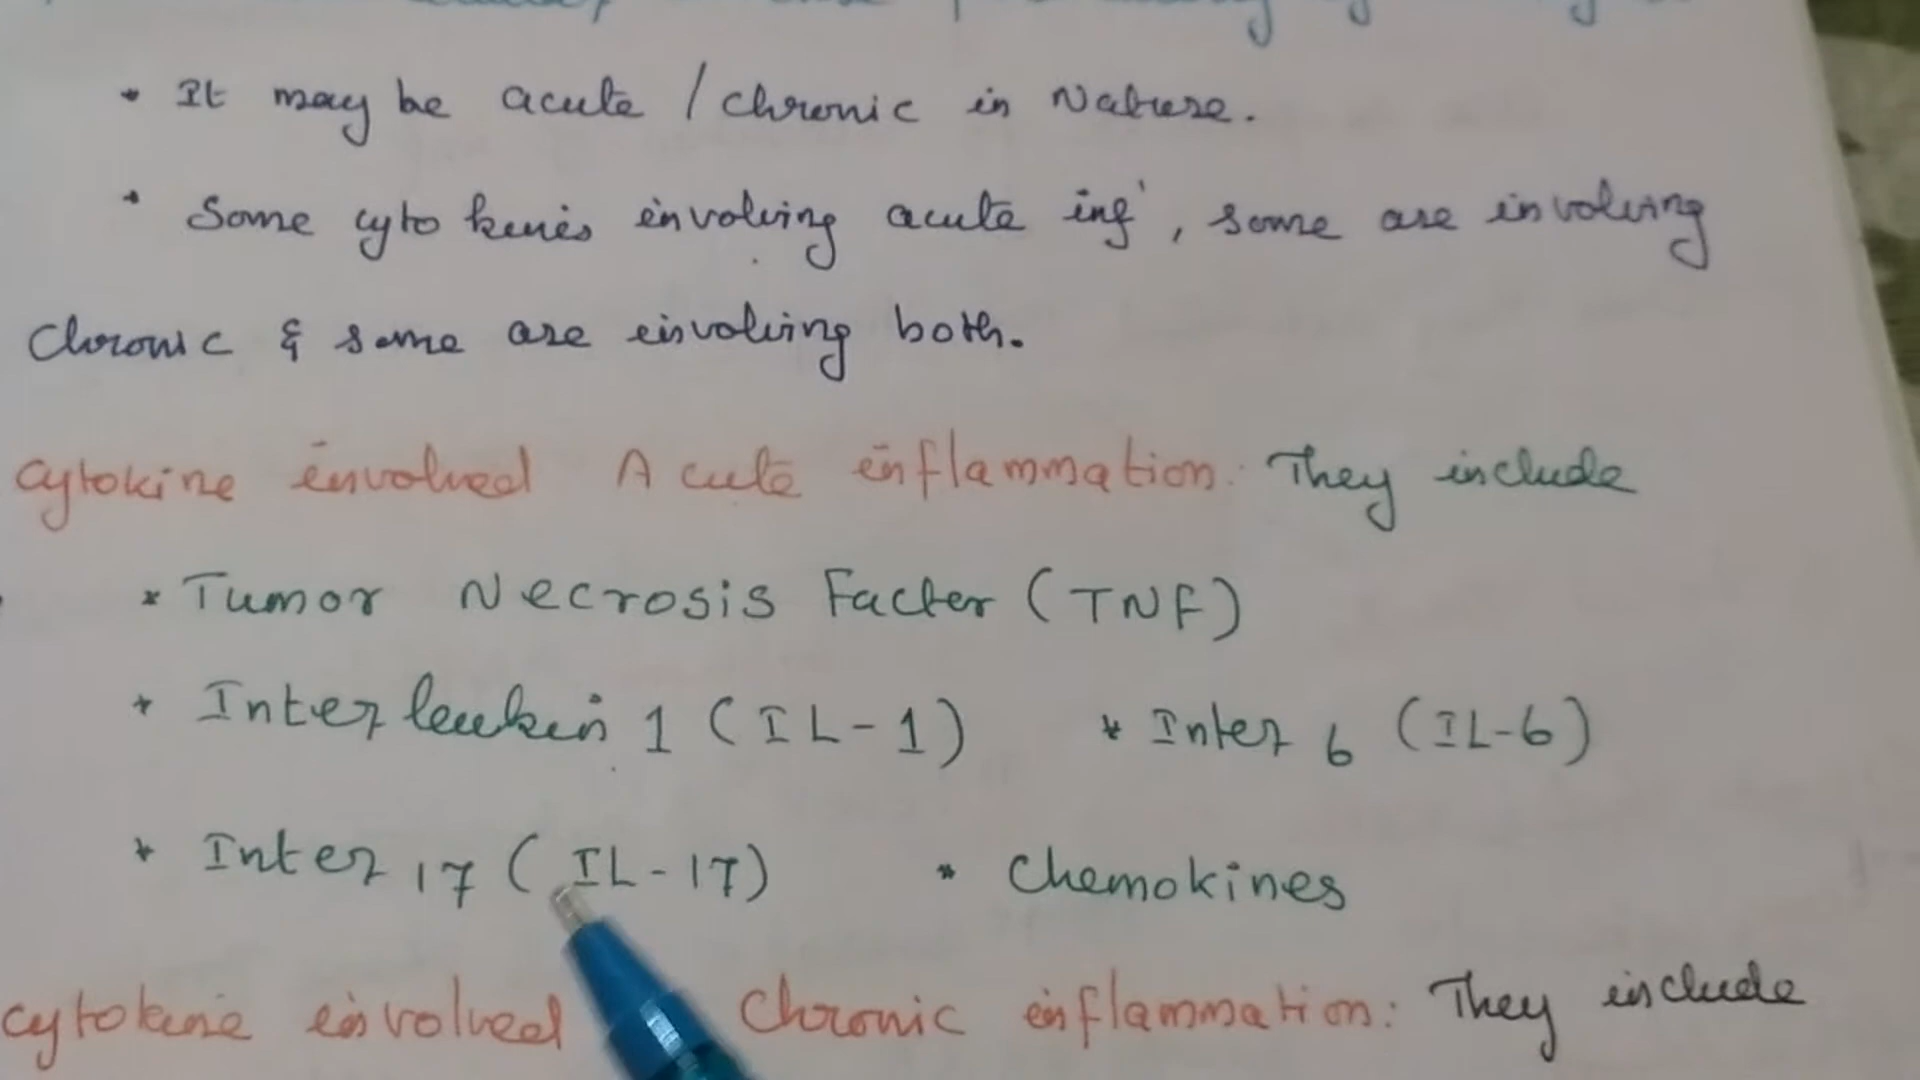 * It may be acute / chronic in Nature.
* Some cyto kines involving acute inf', some are involving
Chronic & some are involving both.
Cytokine involved Acute inflammation: They include
* Tumor Necrosis Factor (TNF)
* Interleukin 1 (IL-1) * Inter 6 (IL-6)
* Inter 17 (IL-17) * Chemokines
Cytokine involved Chronic inflammation: They include